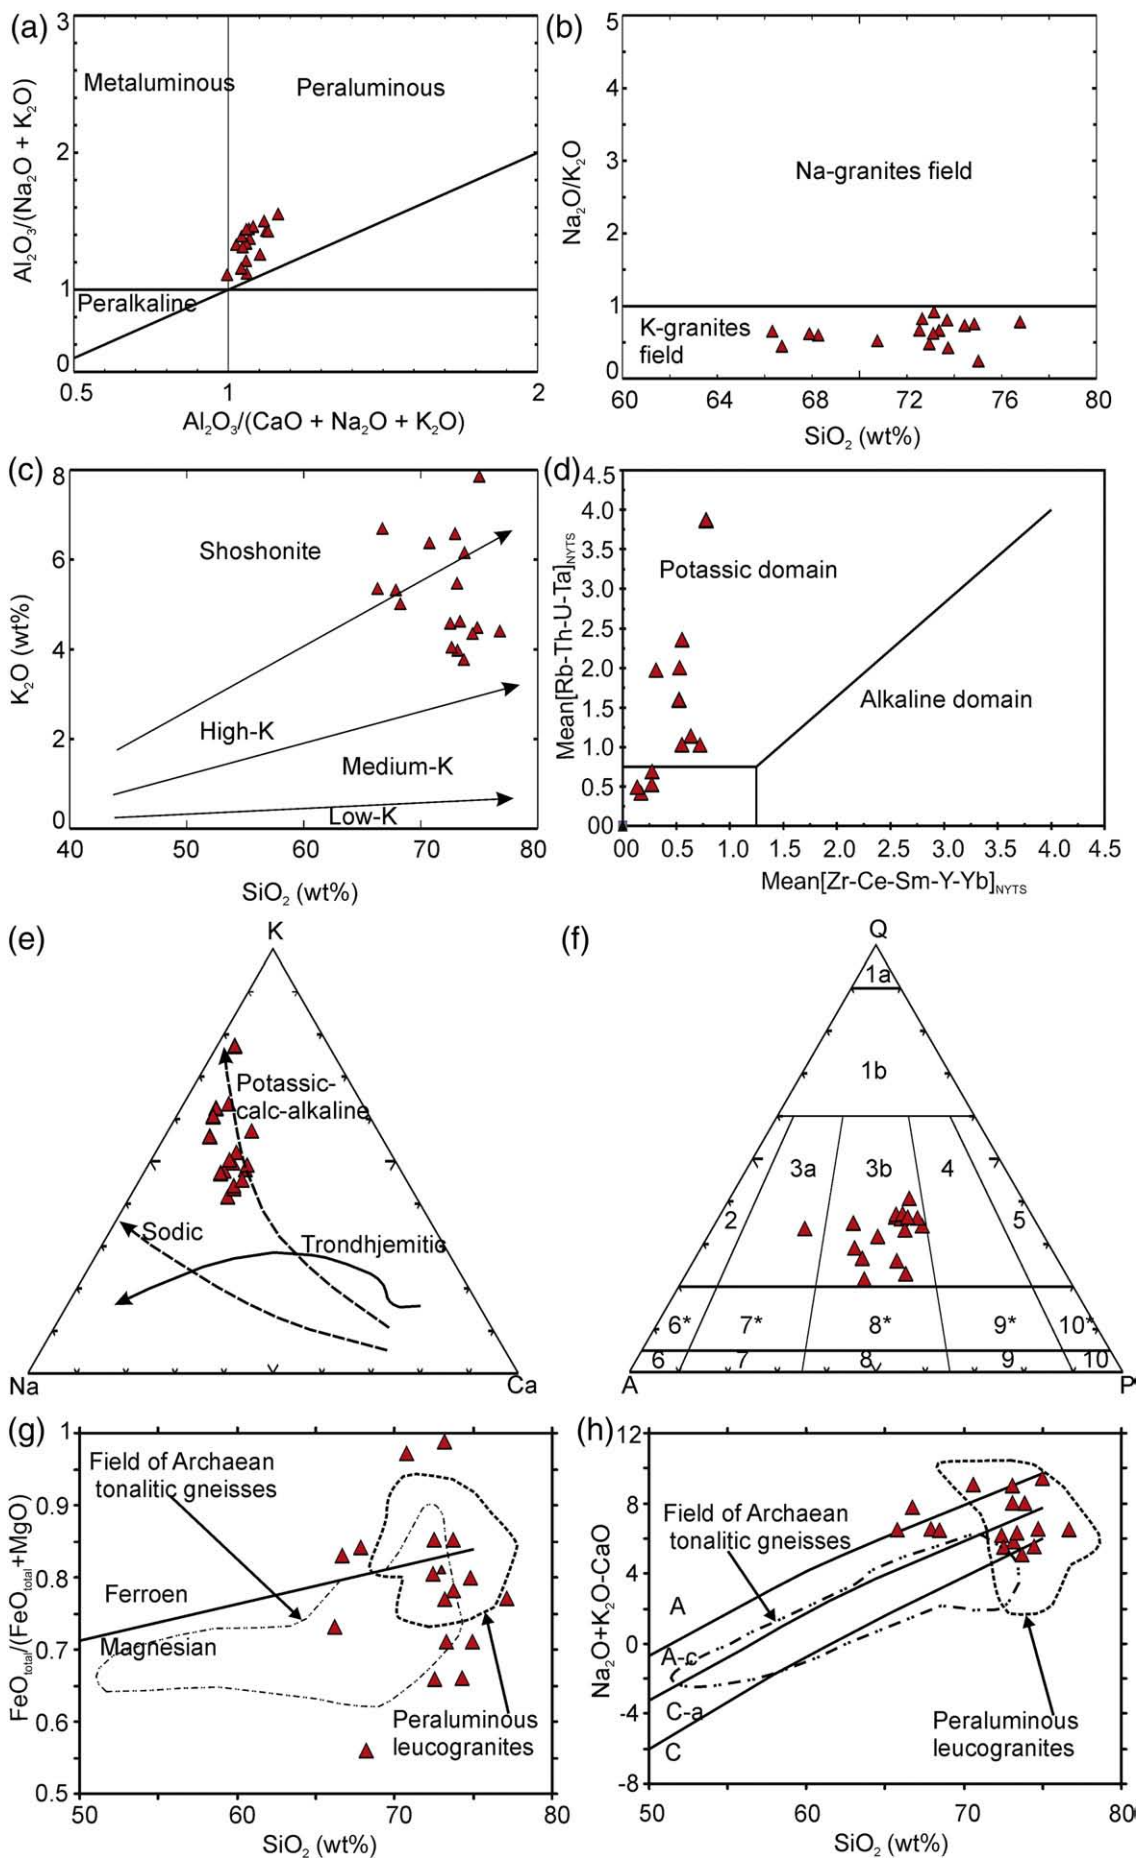 (a)
3
2
1
0
Al₂O₃/(Na₂O + K₂O)
Metaluminous
Peraluminous
Peralkaline
0.5
1
2
Al₂O₃/(CaO + Na₂O + K₂O)
(b)
5
4
3
2
1
0
Na₂O/K₂O
Na-granites field
K-granites
field
60
64
68
72
76
80
SiO₂ (wt%)
(c)
8
6
4
2
0
K₂O (wt%)
Shoshonite
High-K
Medium-K
Low-K
40
50
60
70
80
SiO₂ (wt%)
(d)
4.5
4.0
3.5
3.0
2.5
2.0
1.5
1.0
0.5
00
Mean[Rb-Th-U-Ta]NYTS
Potassic domain
Alkaline domain
00
0.5
1.0
1.5
2.0
2.5
3.0
3.5
4.0
4.5
Mean[Zr-Ce-Sm-Y-Yb]NYTS
(e)
K
Potassic-
calc-alkaline
Sodic
Trondhjemitic
Na
Ca
(f)
Q
1a
1b
2
3a
3b
4
5
6*
7*
8*
9*
10*
6
7
8
9
10
A
P
(g)
1
0.9
0.8
0.7
0.6
0.5
FeO total/(FeO total+MgO)
Field of Archaean
tonalitic gneisses
Ferroen
Magnesian
Peraluminous
leucogranites
50
60
70
80
SiO₂ (wt%)
(h)
12
8
4
0
-4
-8
Na₂O+K₂O-CaO
Field of Archaean
tonalitic gneisses
A
A-c
C-a
C
Peraluminous
leucogranites
50
60
70
80
SiO₂ (wt%)